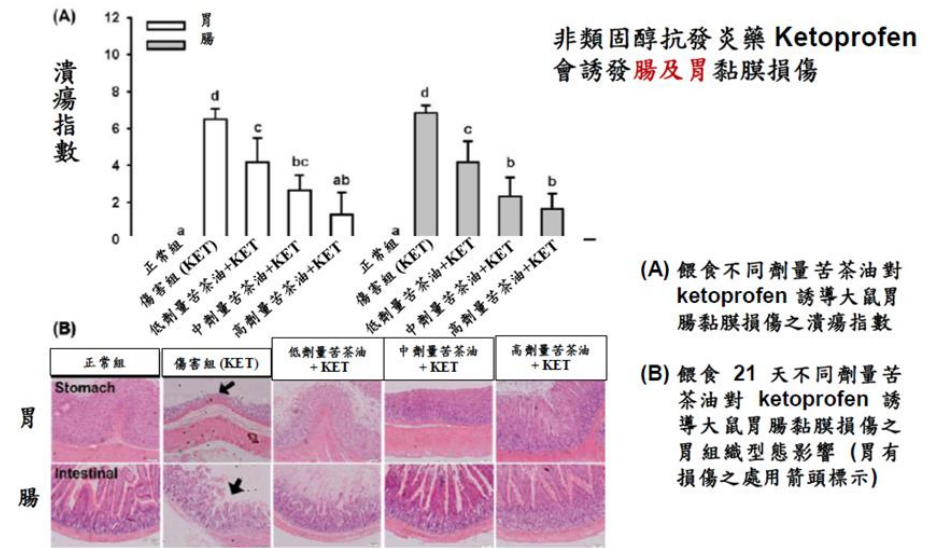 (A)
12
10
8
6
4
2
0
潰瘍指數
胃
腸
a
d
c
bc
ab
a
d
c
b
b
正常組
傷害組 (KET)
低劑量苦茶油+KET
中劑量苦茶油+KET
高劑量苦茶油+KET
正常組
傷害組 (KET)
低劑量苦茶油+KET
中劑量苦茶油+KET
高劑量苦茶油+KET
非類固醇抗發炎藥 Ketoprofen
會誘發腸及胃黏膜損傷
(B)
正常組
傷害組 (KET)
低劑量苦茶油
+ KET
中劑量苦茶油
+ KET
高劑量苦茶油
+ KET
胃
Stomach
腸
Intestinal
(A) 餵食不同劑量苦茶油對
ketoprofen 誘導大鼠胃
腸黏膜損傷之潰瘍指數
(B) 餵食 21 天不同劑量苦
茶油對 ketoprofen 誘
導大鼠胃腸黏膜損傷之
胃組織型態影響 (胃有
損傷之處用箭頭標示)